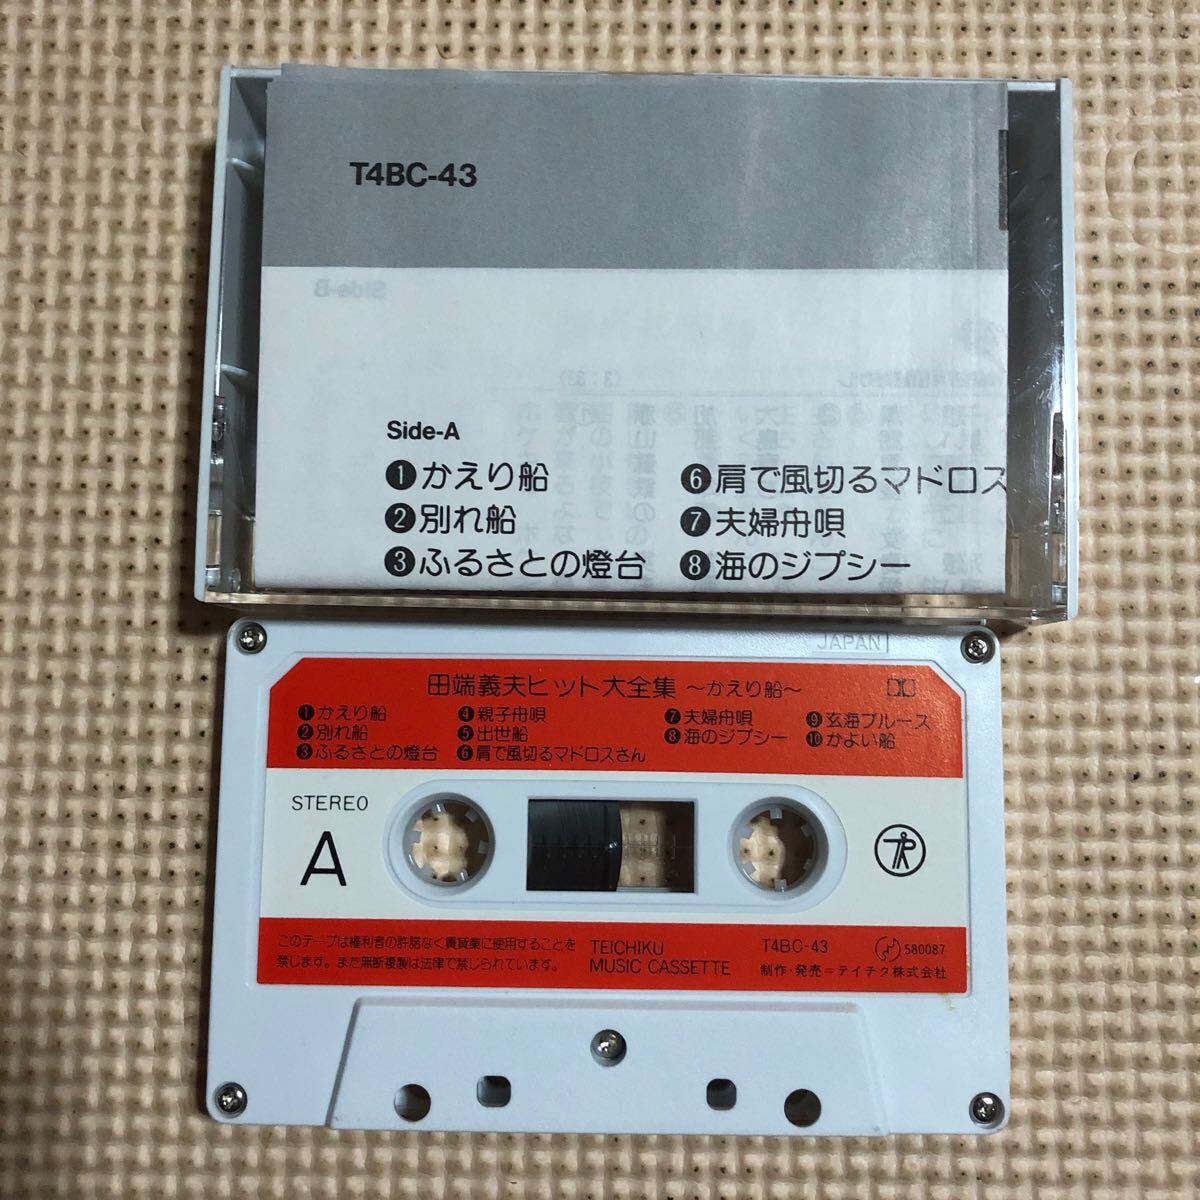 T4BC-43
Side-B
(3:33)
Side-A
❶かえり船
❷別れ船
❸ふるさとの燈台
❻肩で風切るマドロス
❼夫婦舟唄
❽海のジプシー
JAPAN
田端義夫ヒット大全集 〜かえり船〜
❶かえり船
❷別れ船
❸ふるさとの燈台
❹親子舟唄
❺出世船
❻肩で風切るマドロスさん
❼夫婦舟唄
❽海のジプシー
❾玄海ブルース
❿かよい船
STEREO
A
このテープは権利者の許諾なく賃貸業に使用することを
禁じます。また無断複製は法律で禁じられています。
TEICHIKU
MUSIC CASSETTE
T4BC-43
580087
制作・発売=テイチク株式会社